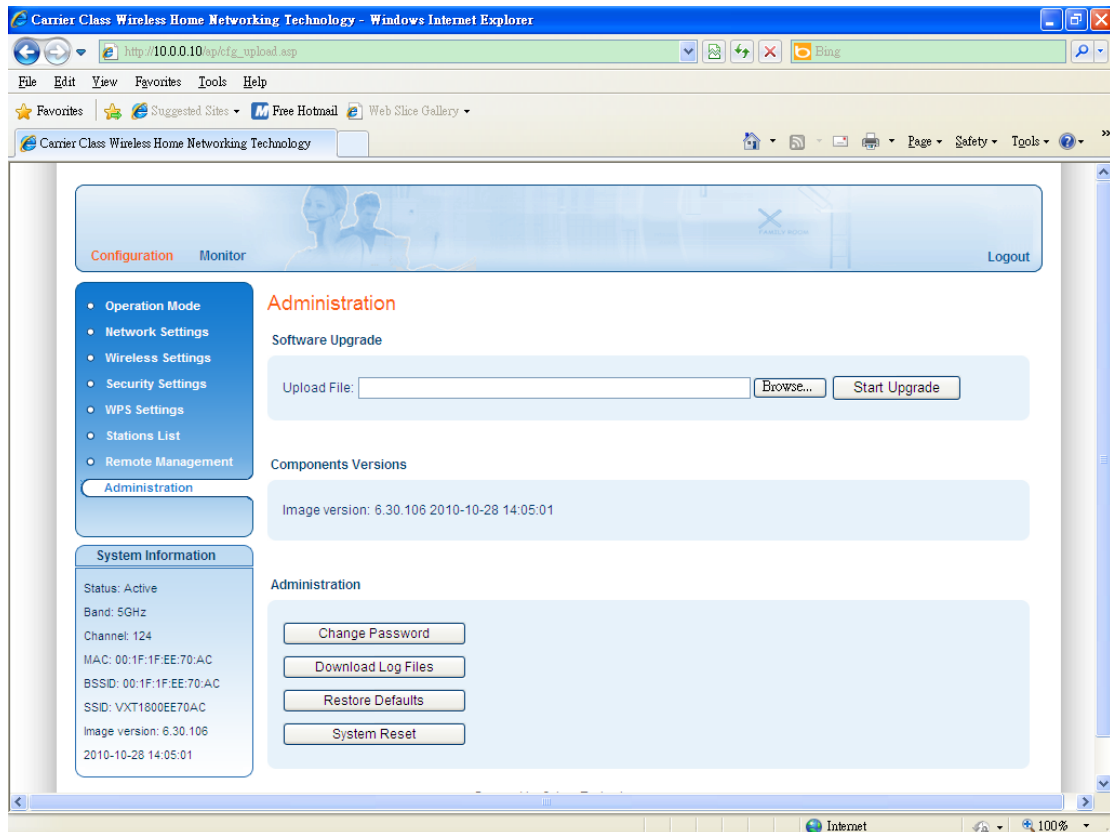 Carrier Class Wireless Home Networking Technology - Windows Internet Explorer
http://10.0.0.10/ap/cfg_upload.asp
Bing
File Edit View Favorites Tools Help
Favorites Suggested Sites Free Hotmail Web Slice Gallery
Carrier Class Wireless Home Networking Technology
Page Safety Tools
FAMILY ROOM
Configuration Monitor Logout
Operation Mode
Network Settings
Wireless Settings
Security Settings
WPS Settings
Stations List
Remote Management
Administration
System Information
Status: Active
Band: 5GHz
Channel: 124
MAC: 00:1F:1F:EE:70:AC
BSSID: 00:1F:1F:EE:70:AC
SSID: VXT1800EE70AC
Image version: 6.30.106
2010-10-28 14:05:01
Administration
Software Upgrade
Upload File: Browse... Start Upgrade
Components Versions
Image version: 6.30.106 2010-10-28 14:05:01
Administration
Change Password
Download Log Files
Restore Defaults
System Reset
Internet 100%